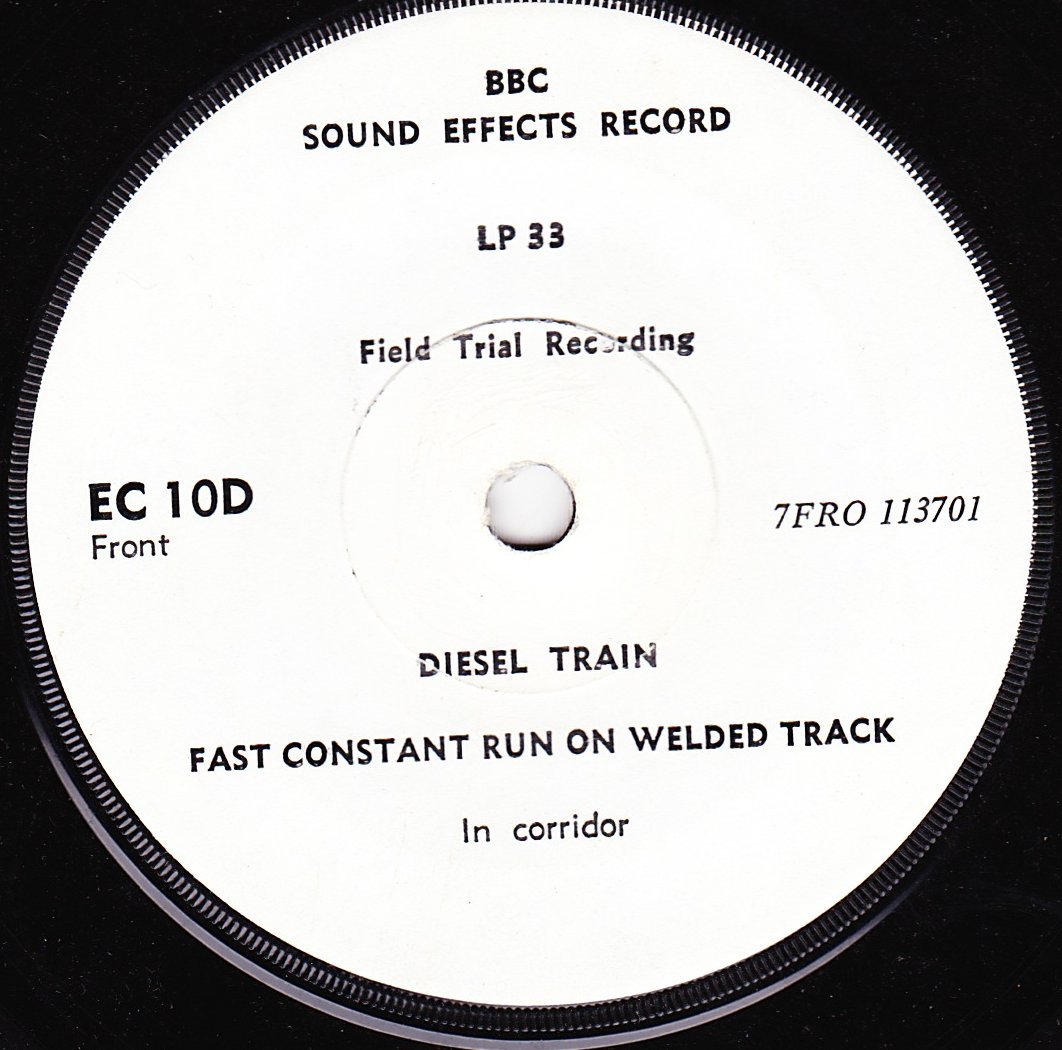 BBC
SOUND EFFECTS RECORD
LP 33
Field Trial Recording
EC 10D
Front
7FRO 113701
DIESEL TRAIN
FAST CONSTANT RUN ON WELDED TRACK
In corridor